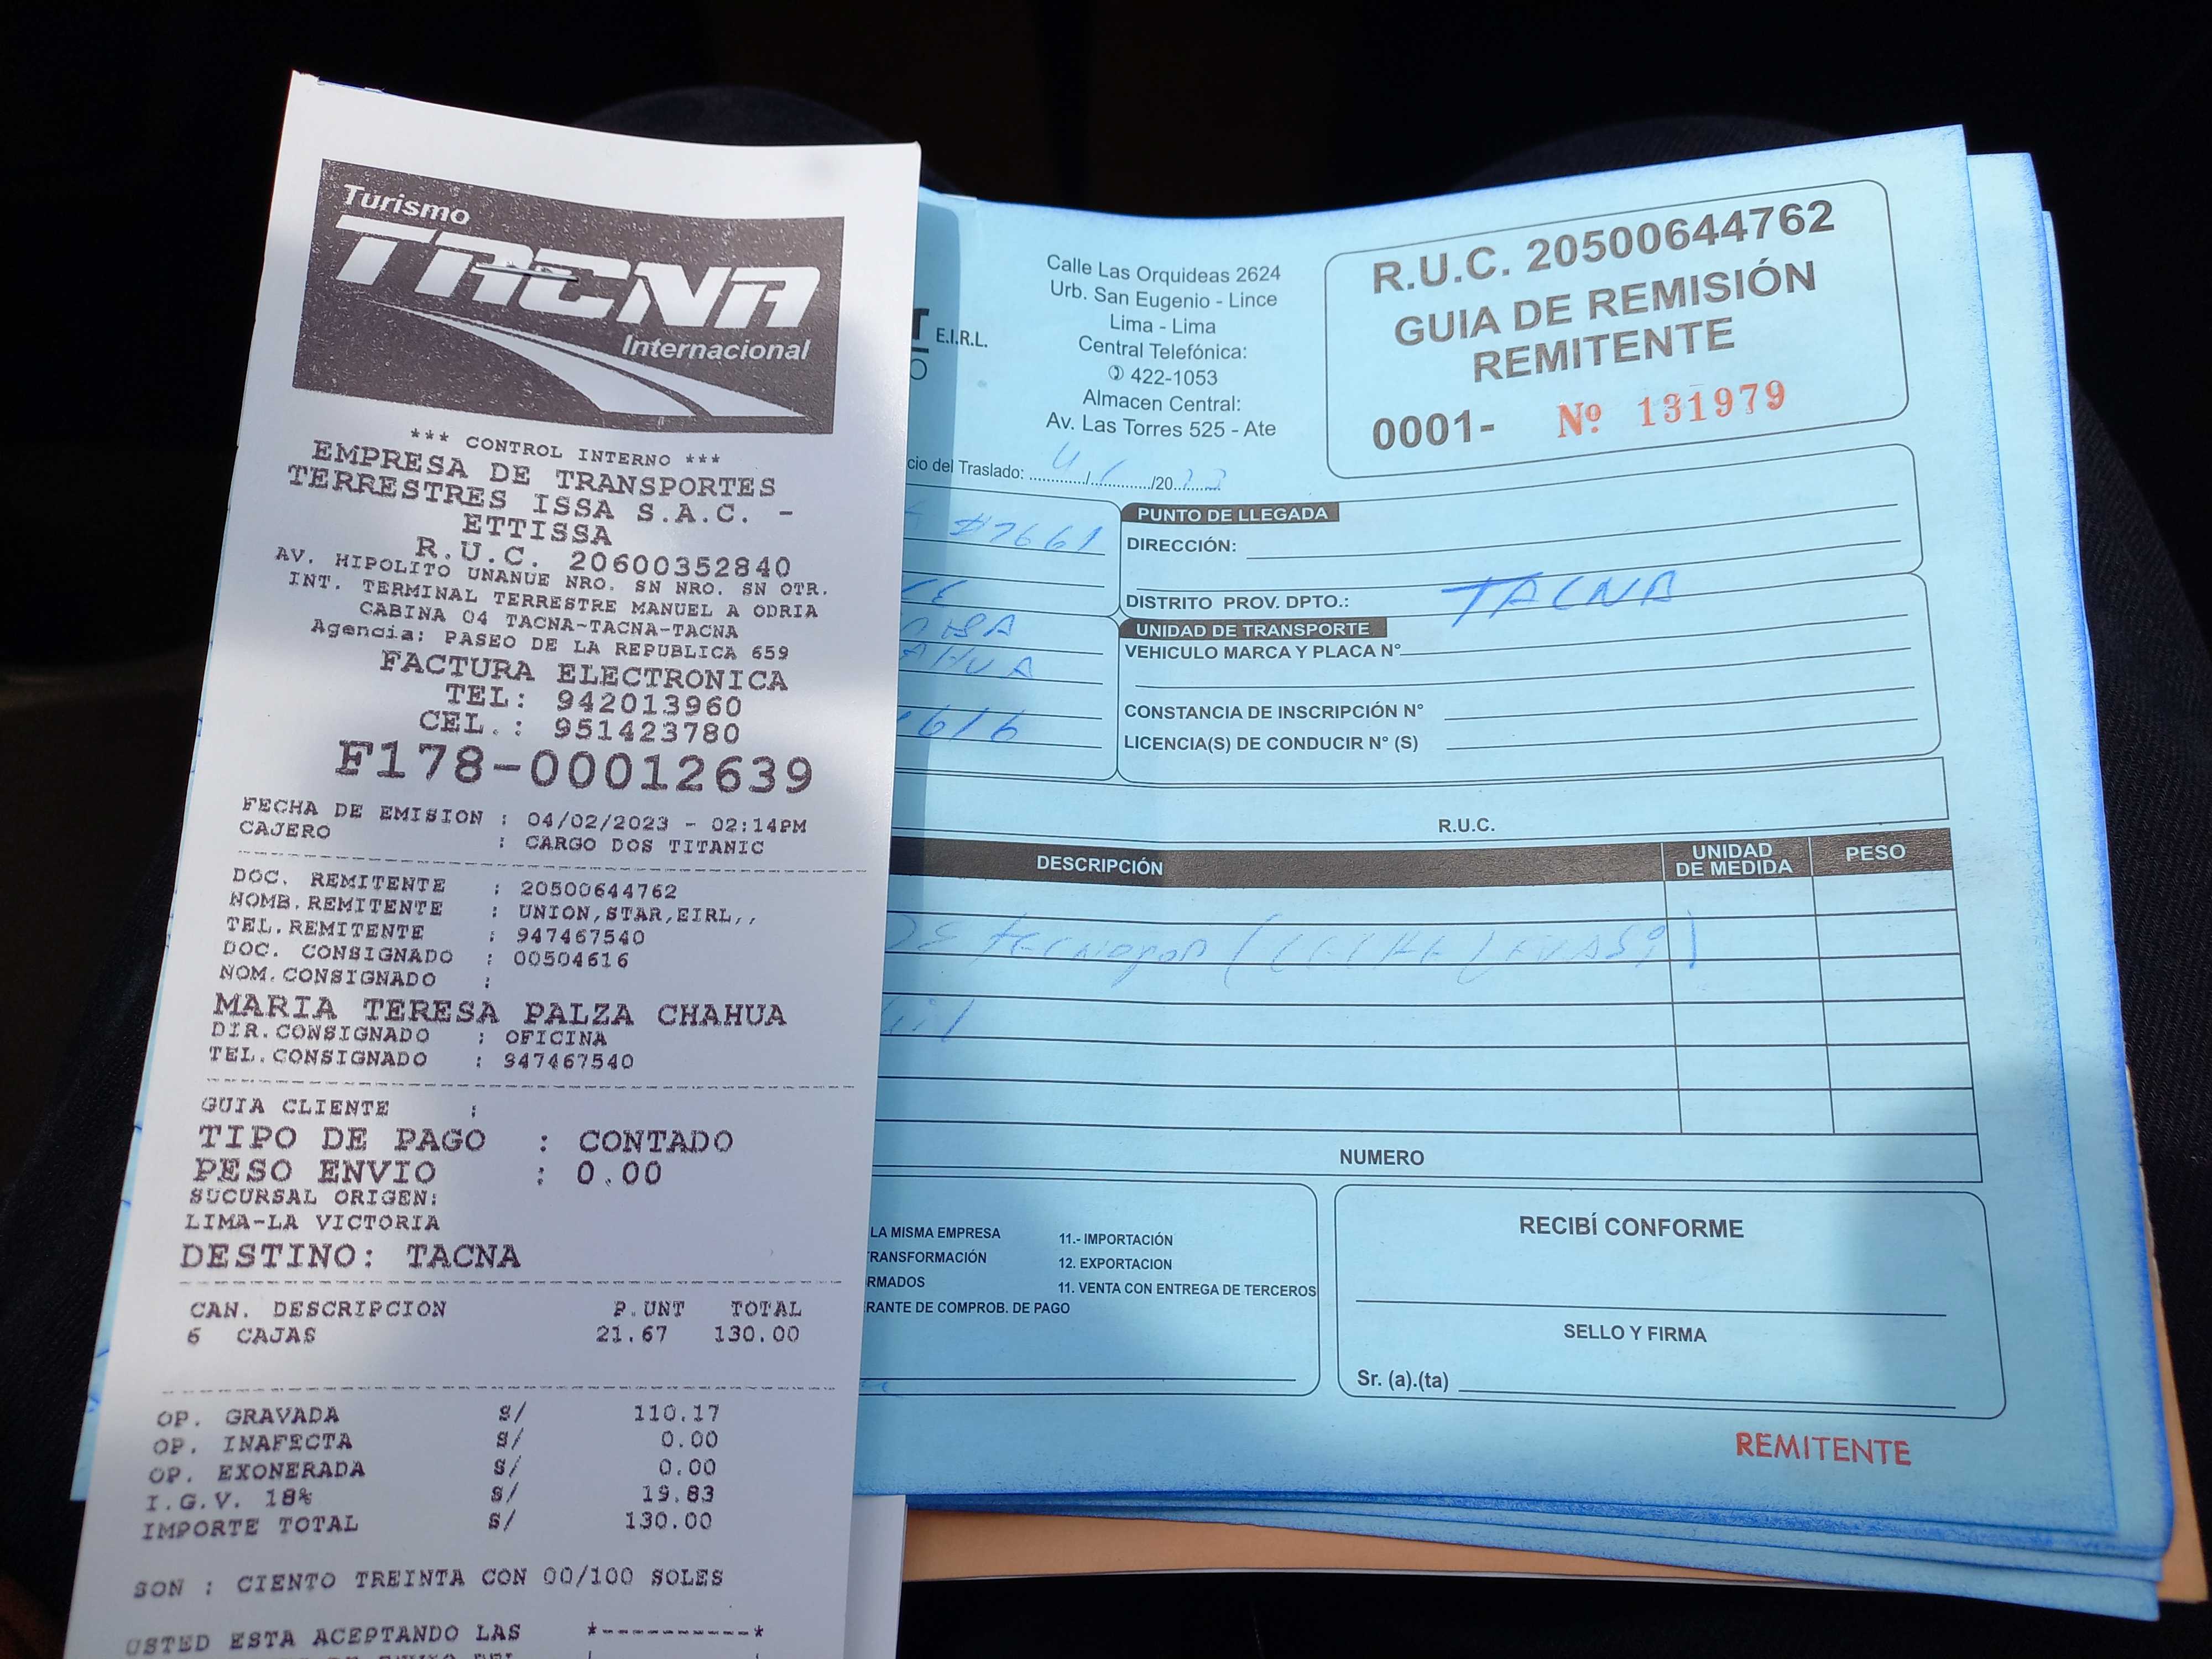 Turismo
TACNA
Internacional
*** CONTROL INTERNO ***
EMPRESA DE TRANSPORTES
TERRESTRES ISSA S.A.C. -
ETTISSA
R.U.C. 20600352840
AV. HIPOLITO UNANUE NRO. SN NRO. SN OTR.
INT. TERMINAL TERRESTRE MANUEL A ODRIA
CABINA 04 TACNA-TACNA-TACNA
Agencia: PASEO DE LA REPUBLICA 659
FACTURA ELECTRONICA
TEL: 942013960
CEL.: 951423780
F178-00012639
FECHA DE EMISION : 04/02/2023 - 02:14PM
CAJERO : CARGO DOS TITANIC
DOC. REMITENTE : 20500644762
NOMB.REMITENTE : UNION,STAR,EIRL,,
TEL.REMITENTE : 947467540
DOC. CONSIGNADO : 00504616
NOM.CONSIGNADO :
MARIA TERESA PALZA CHAHUA
DIR.CONSIGNADO : OFICINA
TEL.CONSIGNADO : 947467540
GUIA CLIENTE :
TIPO DE PAGO : CONTADO
PESO ENVIO : 0.00
SUCURSAL ORIGEN:
LIMA-LA VICTORIA
DESTINO: TACNA
CAN. DESCRIPCION P.UNT TOTAL
6 CAJAS 21.67 130.00
OP. GRAVADA S/ 110.17
OP. INAFECTA S/ 0.00
OP. EXONERADA S/ 0.00
I.G.V. 18% S/ 19.83
IMPORTE TOTAL S/ 130.00
SON : CIENTO TREINTA CON 00/100 SOLES
USTED ESTA ACEPTANDO LAS *-----------*
E.I.R.L.
Calle Las Orquideas 2624
Urb. San Eugenio - Lince
Lima - Lima
Central Telefónica:
422-1053
Almacen Central:
Av. Las Torres 525 - Ate
R.U.C. 20500644762
GUIA DE REMISIÓN
REMITENTE
0001- Nº 131979
cio del Traslado: ............/............/20.........
#7661
PUNTO DE LLEGADA
DIRECCIÓN:
DISTRITO PROV. DPTO.: TACNA
UNIDAD DE TRANSPORTE
VEHICULO MARCA Y PLACA N°
AHUA
CONSTANCIA DE INSCRIPCIÓN N°
LICENCIA(S) DE CONDUCIR N° (S)
616
R.U.C.
DESCRIPCIÓN UNIDAD DE MEDIDA PESO
DE tecnopor
NUMERO
LA MISMA EMPRESA
RANSFORMACIÓN
RMADOS
RANTE DE COMPROB. DE PAGO
11.- IMPORTACIÓN
12. EXPORTACION
11. VENTA CON ENTREGA DE TERCEROS
RECIBÍ CONFORME
SELLO Y FIRMA
Sr. (a).(ta)
REMITENTE